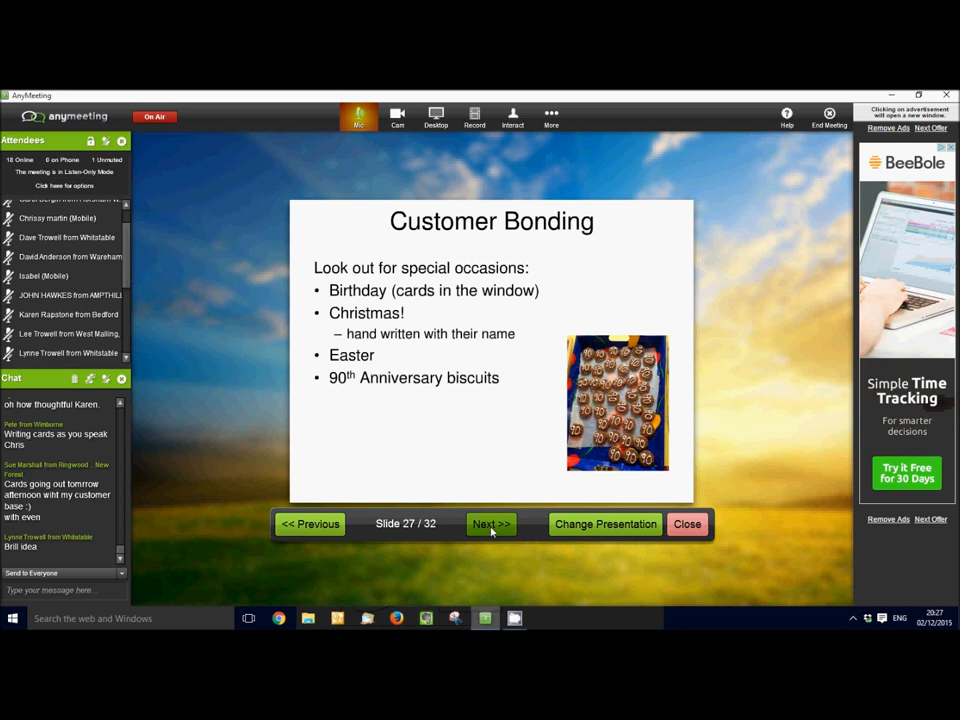 AnyMeeting
anymeeting
On Air
Mic
Cam
Desktop
Record
Interact
More
Help
End Meeting
Clicking on advertisement
will open a new window.
Remove Ads Next Offer
Attendees
18 Online 0 on Phone 1 Unmuted
The meeting is in Listen-Only Mode
Click here for options
Chrissy martin (Mobile)
Dave Trowell from Whitstable
David Anderson from Wareham
Isabel (Mobile)
JOHN HAWKES from AMPTHILL
Karen Rapstone from Bedford
Lee Trowell from West Malling,
Lynne Trowell from Whitstable
Chat
oh how thoughtful Karen.
Pete from Wimborne
Writing cards as you speak
Chris
Sue Marshall from Ringwood .. New
Forest
Cards going out tomrrow
afternoon wiht my customer
base :)
with even
Lynne Trowell from Whitstable
Brill idea
Send to Everyone
Type your message here...
Customer Bonding
Look out for special occasions:
• Birthday (cards in the window)
• Christmas!
– hand written with their name
• Easter
• 90th Anniversary biscuits
<< Previous
Slide 27 / 32
Next >>
Change Presentation
Close
BeeBole
Simple Time
Tracking
For smarter
decisions
Try it Free
for 30 Days
Remove Ads Next Offer
Search the web and Windows
ENG
20:27
02/12/2015